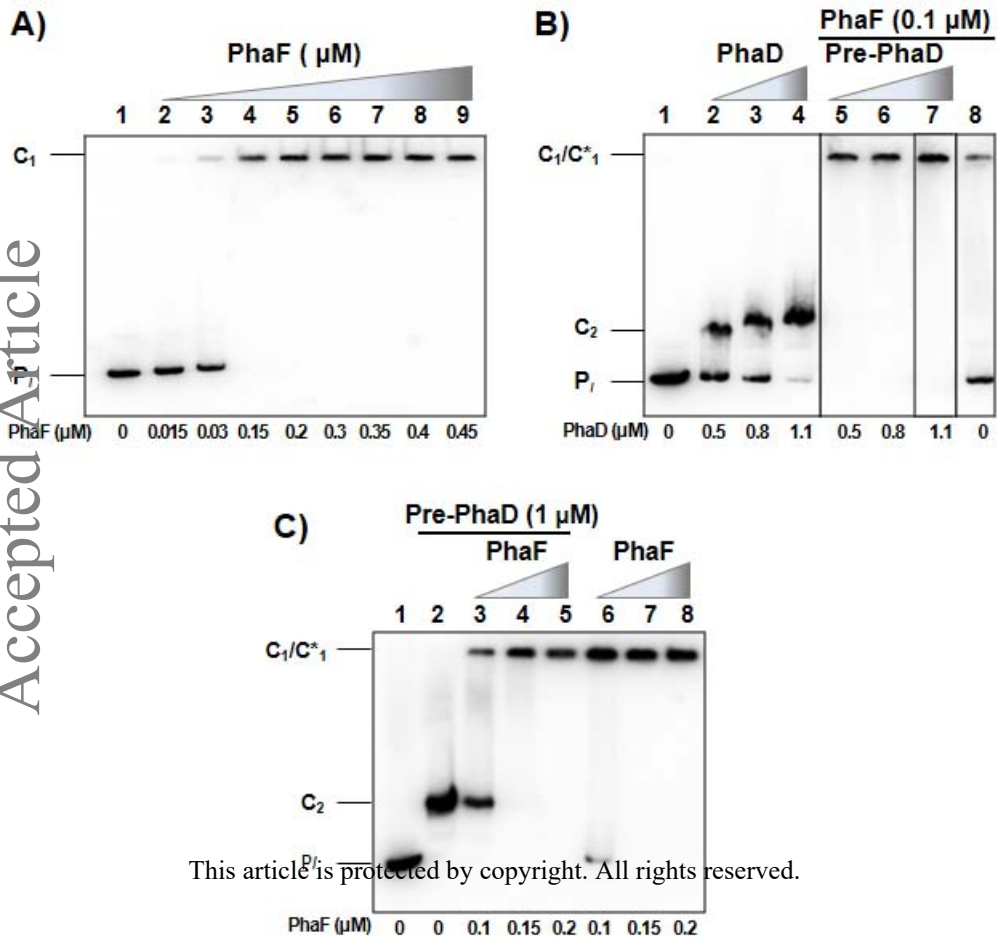 A)
PhaF ( µM)
1 2 3 4 5 6 7 8 9
C₁
P
PhaF (µM) 0 0.015 0.03 0.15 0.2 0.3 0.35 0.4 0.45
B)
PhaF (0.1 µM)
PhaD Pre-PhaD
1 2 3 4 5 6 7 8
C₁/C*₁
C₂
Pᵢ
PhaD (µM) 0 0.5 0.8 1.1 0.5 0.8 1.1 0
Accepted Article
C)
Pre-PhaD (1 µM)
PhaF PhaF
1 2 3 4 5 6 7 8
C₁/C*₁
C₂
This article is protected by copyright. All rights reserved.
PhaF (µM) 0 0 0.1 0.15 0.2 0.1 0.15 0.2